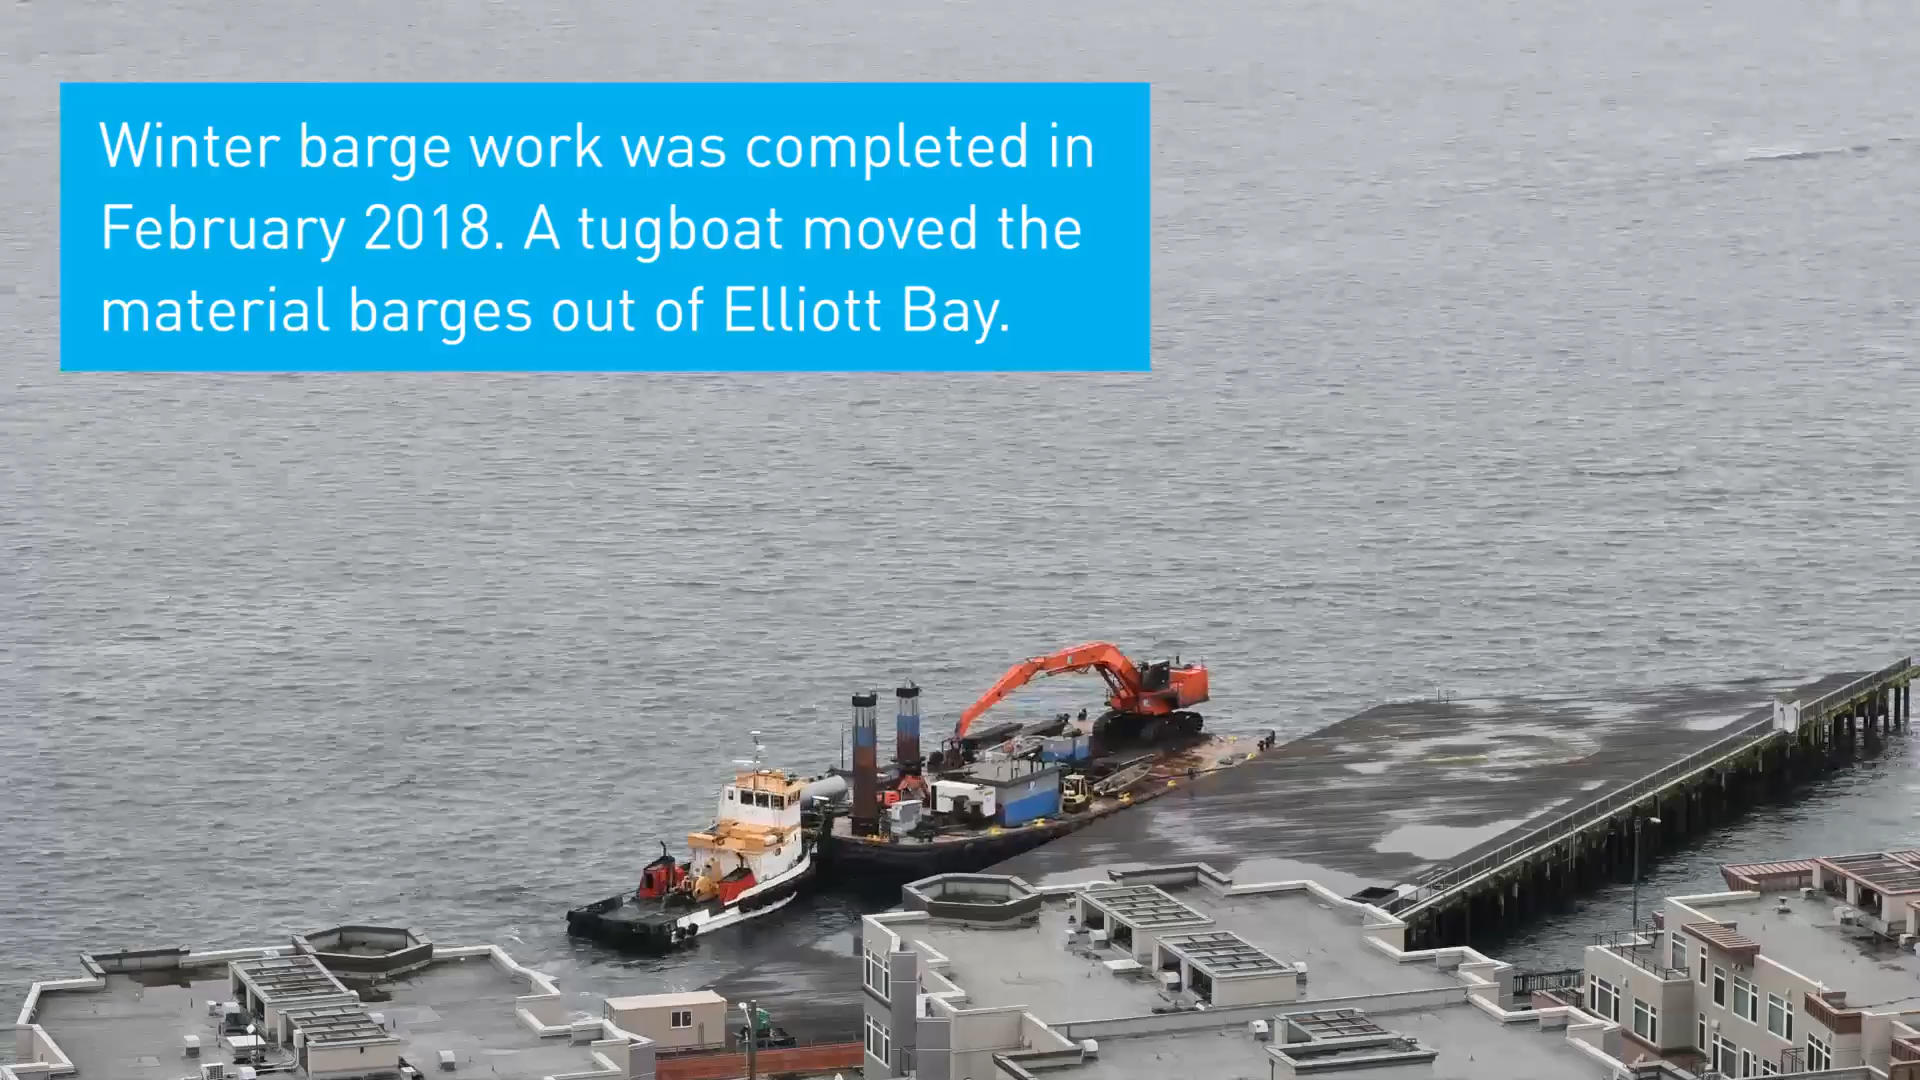 Winter barge work was completed in
February 2018. A tugboat moved the
material barges out of Elliott Bay.